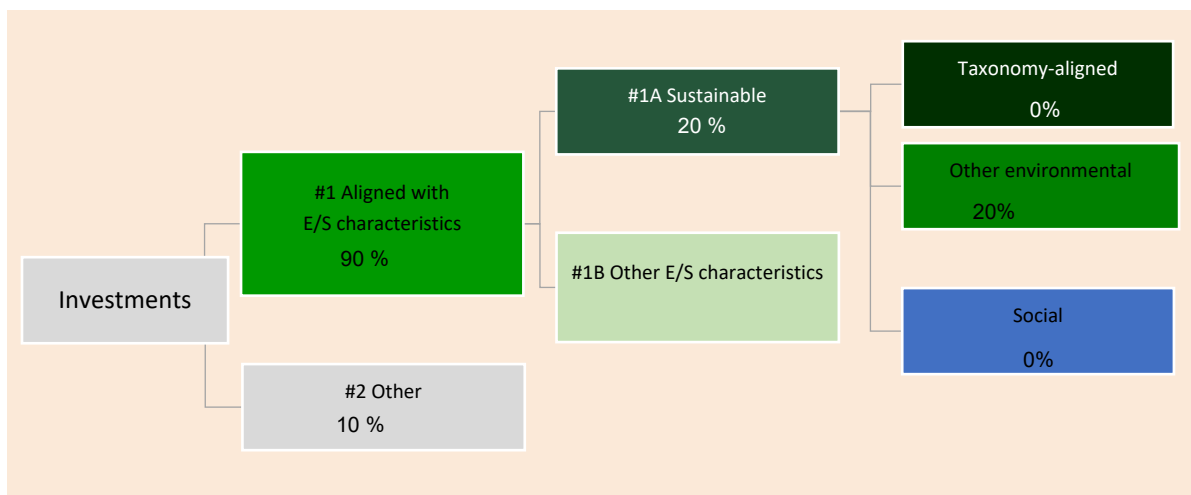 Investments
#1 Aligned with
E/S characteristics
90 %
#2 Other
10 %
#1A Sustainable
20 %
#1B Other E/S characteristics
Taxonomy-aligned
0%
Other environmental
20%
Social
0%